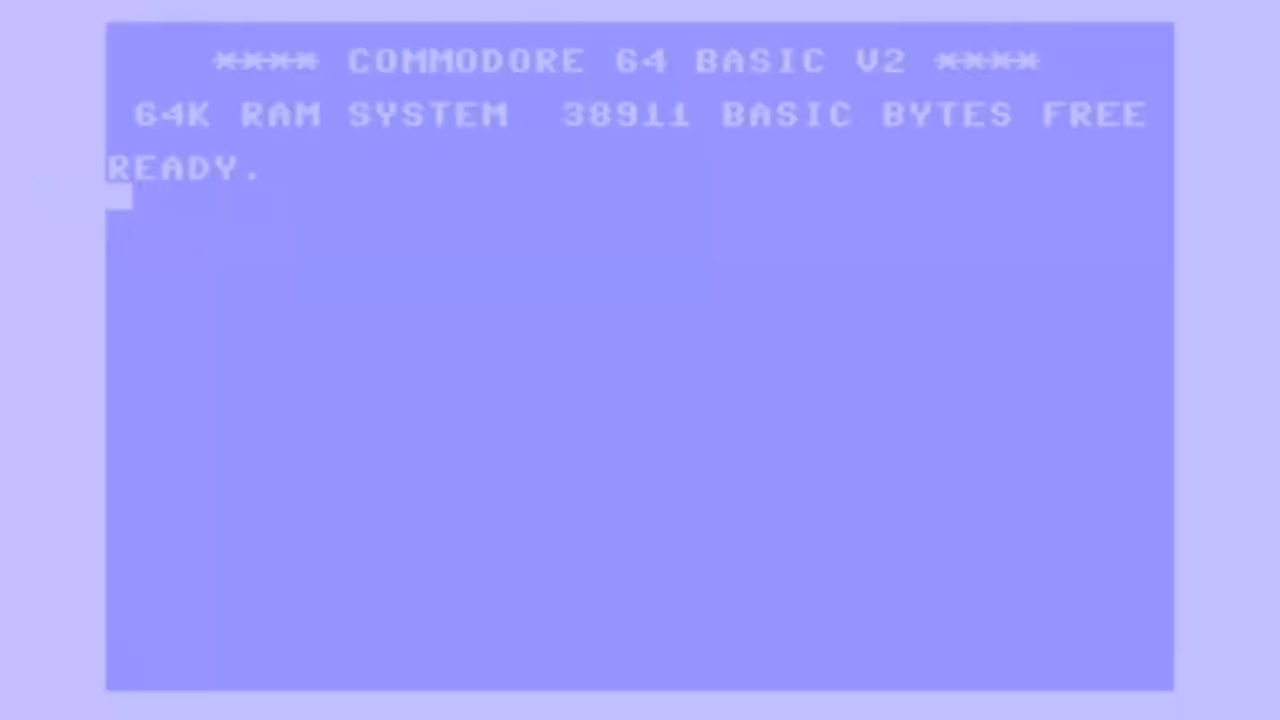 **** COMMODORE 64 BASIC V2 ****
64K RAM SYSTEM  38911 BASIC BYTES FREE
READY.